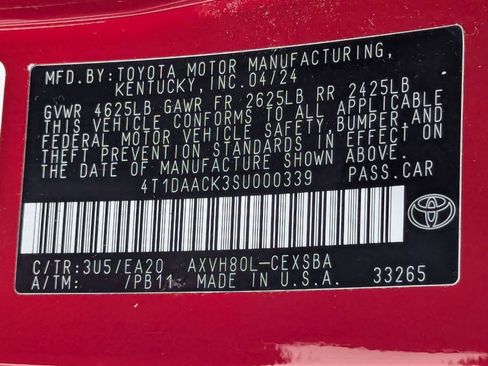 MFD.BY:TOYOTA MOTOR MANUFACTURING,
KENTUCKY, INC.04/24
GVWR 4625LB GAWR FR 2625LB RR 2425LB
THIS VEHICLE CONFORMS TO ALL APPLICABLE
FEDERAL MOTOR VEHICLE SAFETY, BUMPER, AND
THEFT PREVENTION STANDARDS IN EFFECT ON
THE DATE OF MANUFACTURE SHOWN ABOVE.
4T1DAACK3SU000339 PASS.CAR
C/TR:3U5/EA20 AXVH80L-CEXSBA
A/TM: /PB11 MADE IN U.S.A. 33265